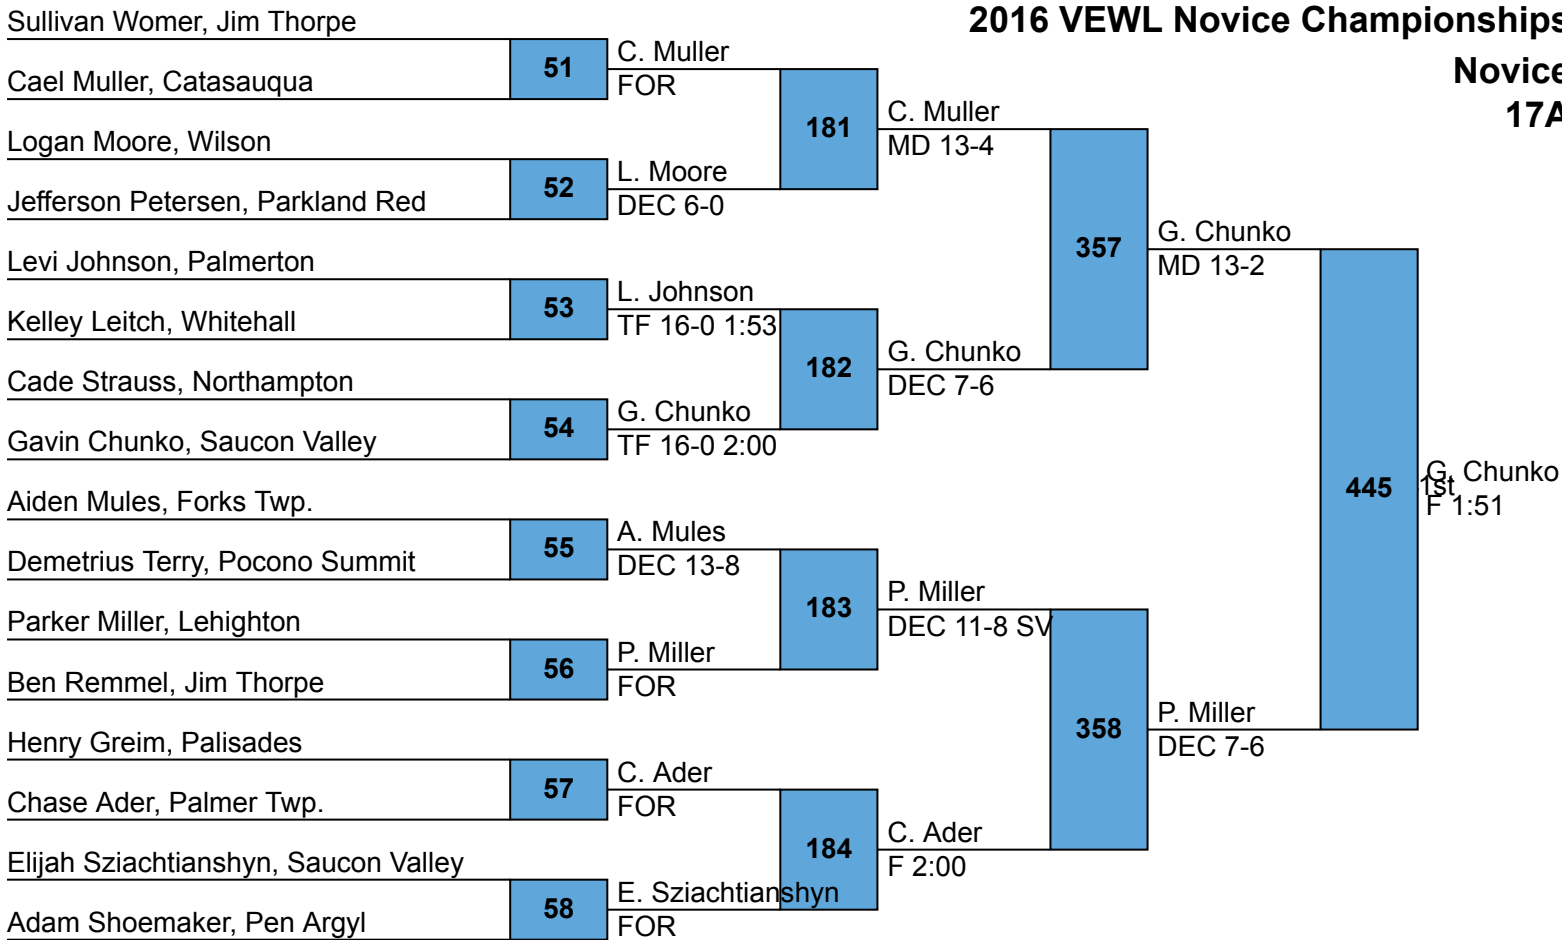 2016 VEWL Novice Championships
Novice
17A
Sullivan Womer, Jim Thorpe
Cael Muller, Catasauqua
Logan Moore, Wilson
Jefferson Petersen, Parkland Red
Levi Johnson, Palmerton
Kelley Leitch, Whitehall
Cade Strauss, Northampton
Gavin Chunko, Saucon Valley
Aiden Mules, Forks Twp.
Demetrius Terry, Pocono Summit
Parker Miller, Lehighton
Ben Remmel, Jim Thorpe
Henry Greim, Palisades
Chase Ader, Palmer Twp.
Elijah Sziachtianshyn, Saucon Valley
Adam Shoemaker, Pen Argyl
51
52
53
54
55
56
57
58
C. Muller
FOR
L. Moore
DEC 6-0
L. Johnson
TF 16-0 1:53
G. Chunko
TF 16-0 2:00
A. Mules
DEC 13-8
P. Miller
FOR
C. Ader
FOR
E. Sziachtianshyn
FOR
181
182
183
184
C. Muller
MD 13-4
G. Chunko
DEC 7-6
P. Miller
DEC 11-8 SV
C. Ader
F 2:00
357
358
G. Chunko
MD 13-2
P. Miller
DEC 7-6
445
G. Chunko
1st
F 1:51